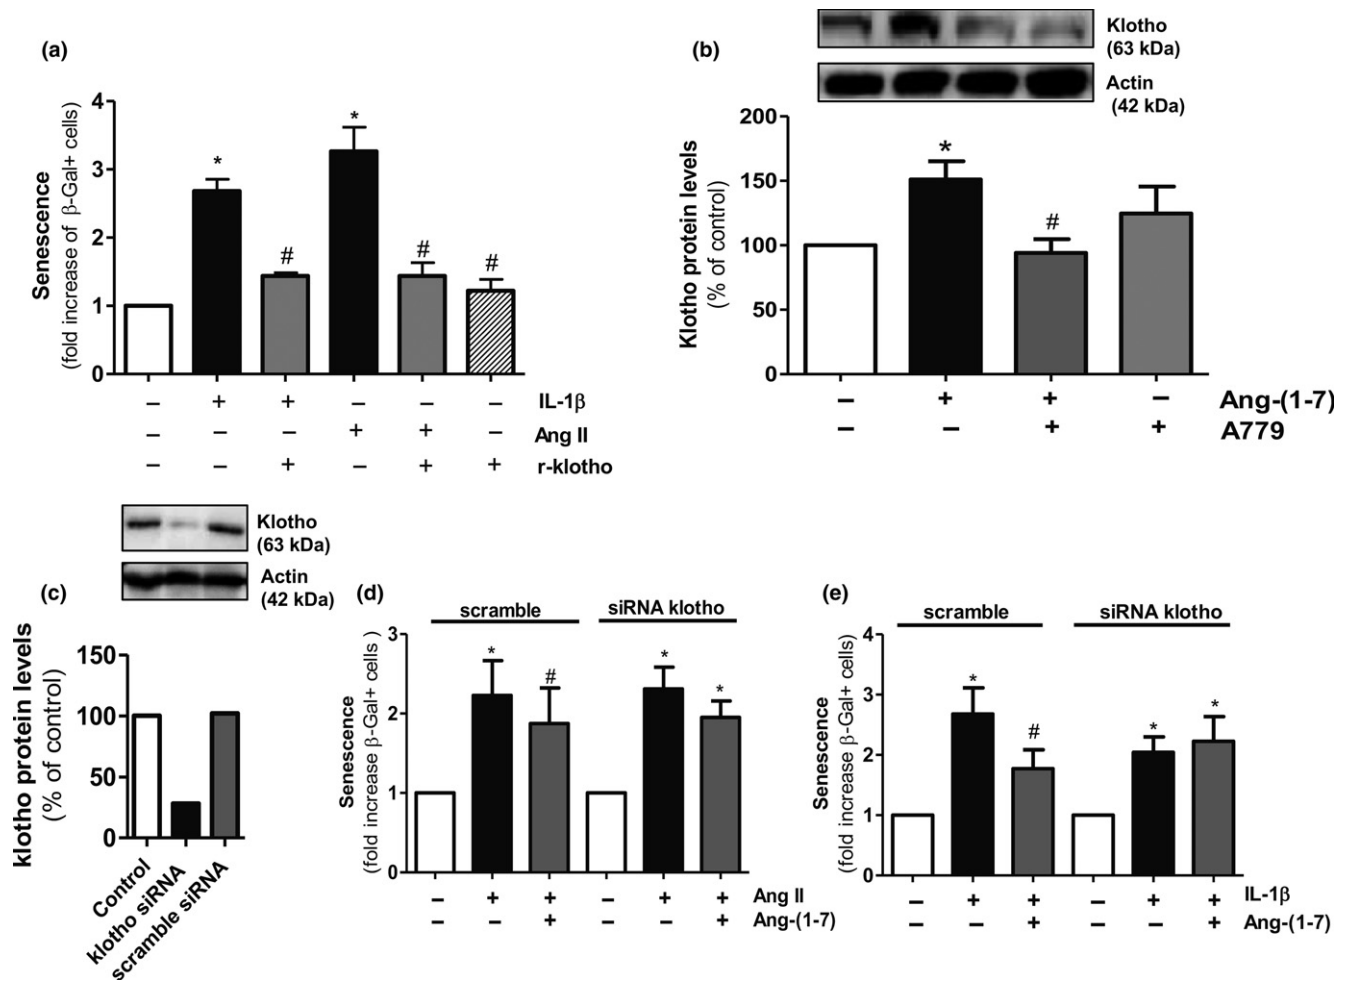 (a)
Senescence
(fold increase of β-Gal+ cells)
4
3
2
1
0
*
#
*
#
#
– + + – – – IL-1β
– – – + + – Ang II
– – + – + + r-klotho
(b)
Klotho
(63 kDa)
Actin
(42 kDa)
Klotho protein levels
(% of control)
200
150
100
50
0
*
#
– + + – Ang-(1-7)
– – + + A779
(c)
Klotho
(63 kDa)
Actin
(42 kDa)
klotho protein levels
(% of control)
150
100
50
0
Control
klotho siRNA
scramble siRNA
(d)
scramble
siRNA klotho
Senescence
(fold increase β-Gal+ cells )
3
2
1
0
*
#
*
*
– + + – + + Ang II
– – + – – + Ang-(1-7)
(e)
scramble
siRNA klotho
Senescence
(fold increase β-Gal+ cells)
4
3
2
1
0
*
#
*
*
– + + – + + IL-1β
– – + – – + Ang-(1-7)